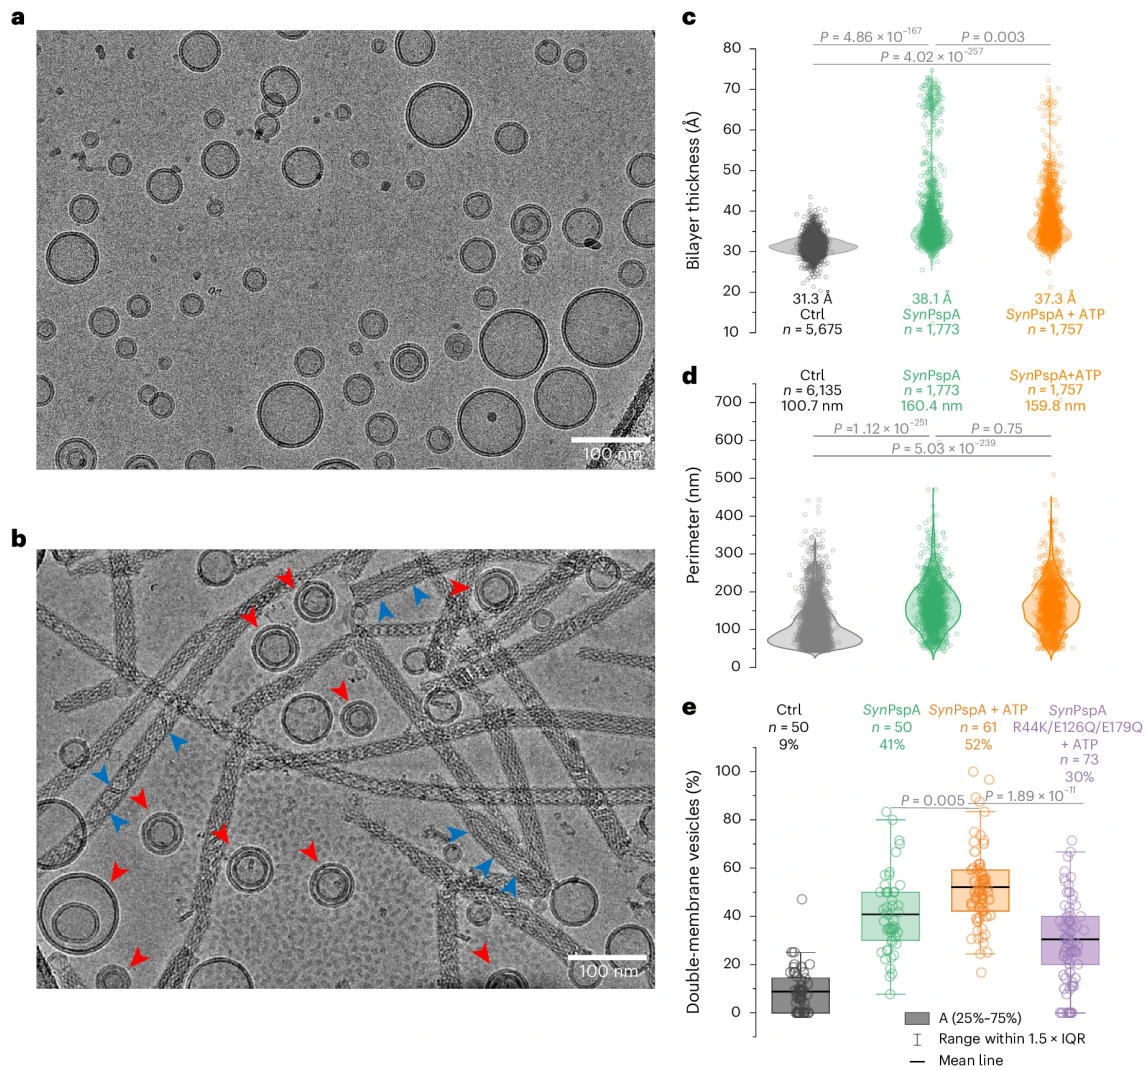 a
100 nm
b
100 nm
c
P = 4.86 × 10⁻¹⁶⁷
P = 0.003
P = 4.02 × 10⁻²⁵⁷
Bilayer thickness (Å)
80
70
60
50
40
30
20
10
31.3 Å
Ctrl
n = 5,675
38.1 Å
SynPspA
n = 1,773
37.3 Å
SynPspA + ATP
n = 1,757
d
Ctrl
n = 6,135
100.7 nm
SynPspA
n = 1,773
160.4 nm
SynPspA+ATP
n = 1,757
159.8 nm
P =1.12 × 10⁻²⁵¹
P = 0.75
P = 5.03 × 10⁻²³⁹
Perimeter (nm)
700
600
500
400
300
200
100
0
e
Ctrl
n = 50
9%
SynPspA
n = 50
41%
SynPspA + ATP
n = 61
52%
SynPspA
R44K/E126Q/E179Q
+ ATP
n = 73
30%
P = 0.005
P = 1.89 × 10⁻¹¹
Double-membrane vesicles (%)
100
80
60
40
20
0
A (25%~75%)
Range within 1.5 × IQR
Mean line